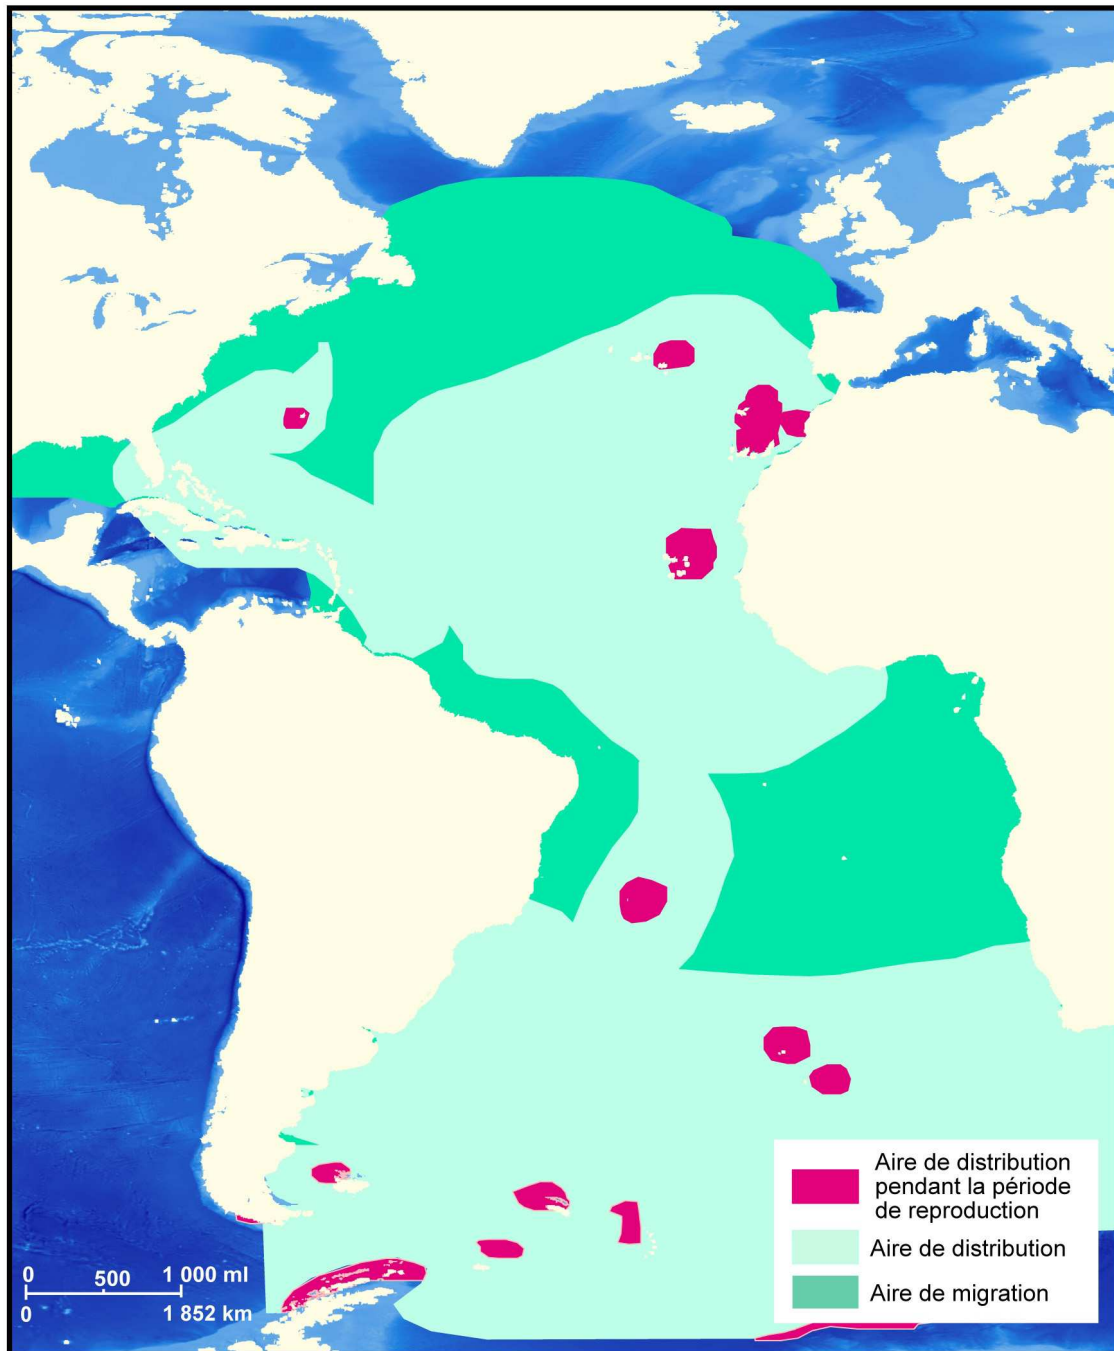 Aire de distribution
pendant la période
de reproduction
Aire de distribution
Aire de migration
0 500 1 000 ml
0 1 852 km